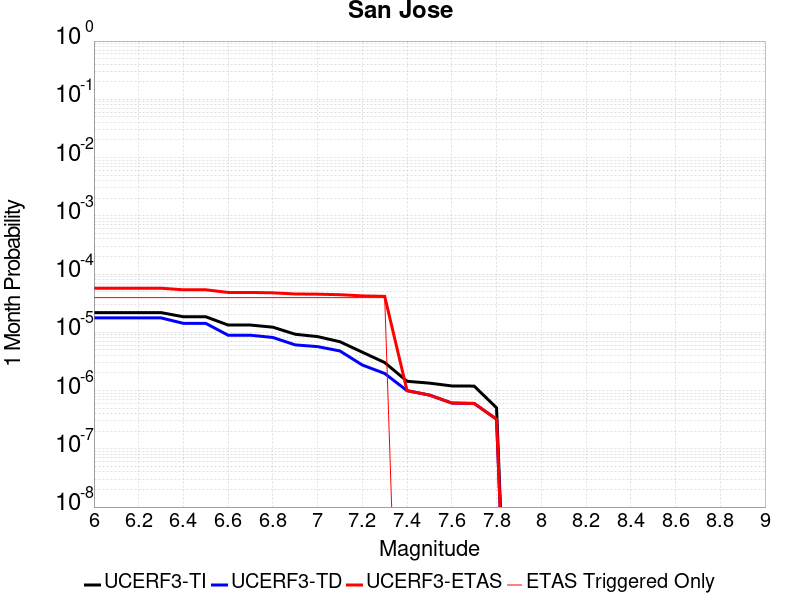 San Jose
1 Month Probability
10^0
10^-1
10^-2
10^-3
10^-4
10^-5
10^-6
10^-7
10^-8
6 6.2 6.4 6.6 6.8 7 7.2 7.4 7.6 7.8 8 8.2 8.4 8.6 8.8 9
Magnitude
UCERF3-TI UCERF3-TD UCERF3-ETAS ETAS Triggered Only